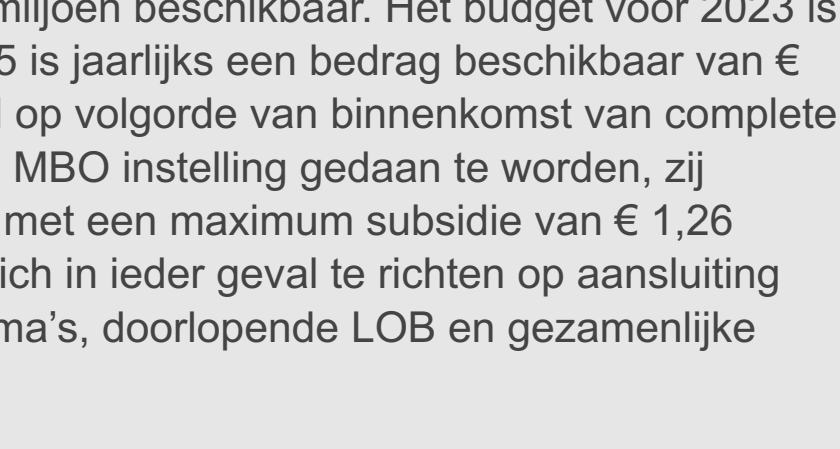 miljoen beschikbaar. Het budget voor 2023 is
5 is jaarlijks een bedrag beschikbaar van €
op volgorde van binnenkomst van complete
MBO instelling gedaan te worden, zij
met een maximum subsidie van € 1,26
ich in ieder geval te richten op aansluiting
ma’s, doorlopende LOB en gezamenlijke